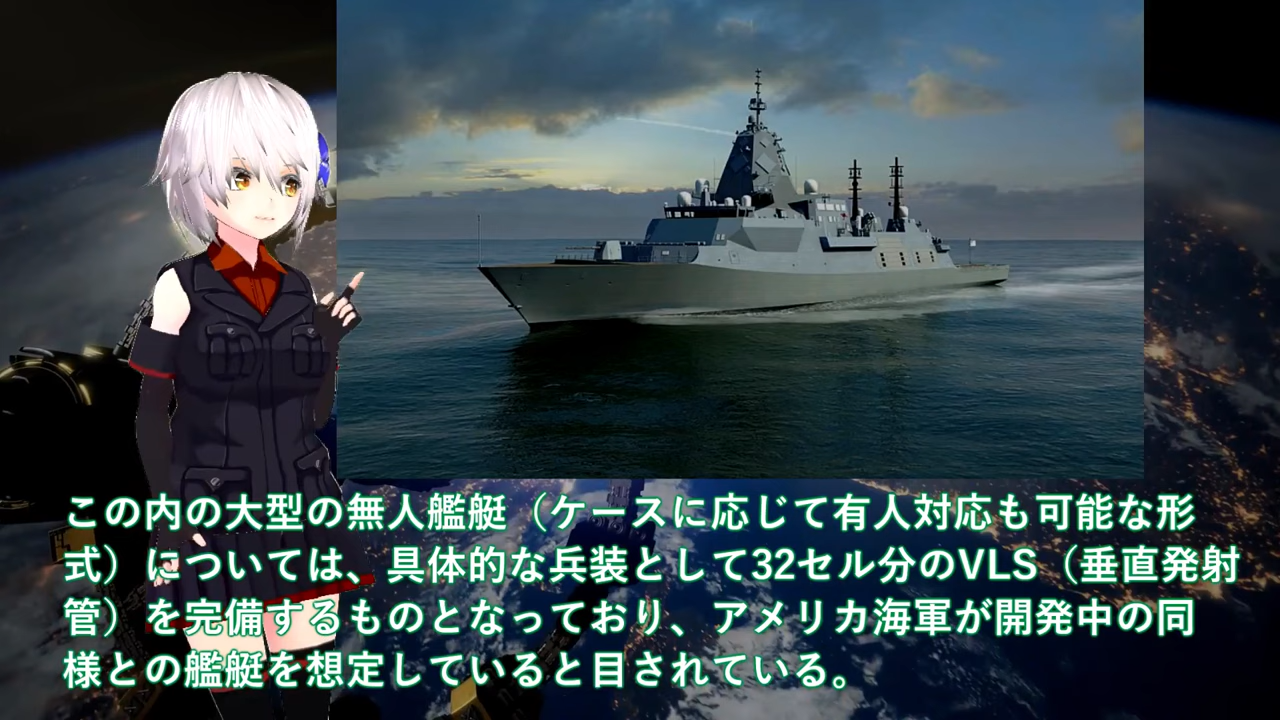 この内の大型の無人艦艇（ケースに応じて有人対応も可能な形
式）については、具体的な兵装として32セル分のVLS（垂直発射
管）を完備するものとなっており、アメリカ海軍が開発中の同
様との艦艇を想定していると目されている。